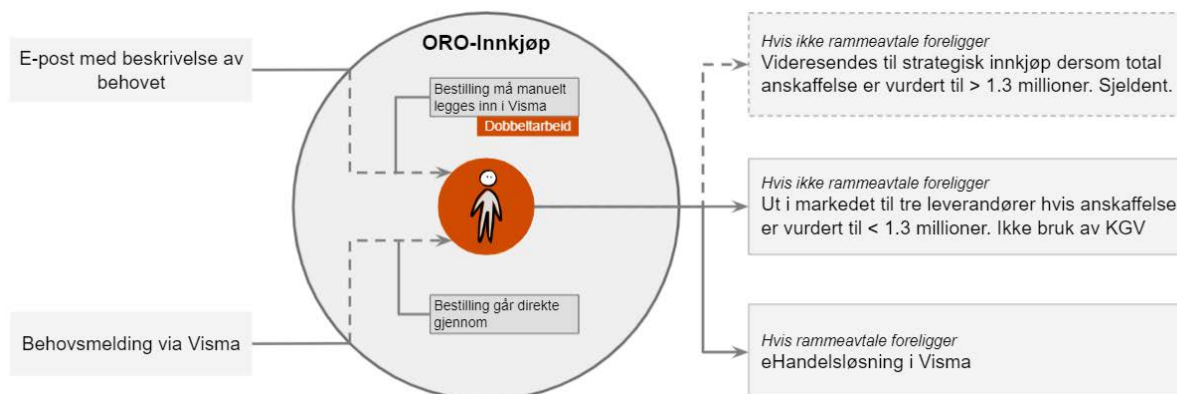 E-post med beskrivelse av
behovet
Behovsmelding via Visma
ORO-Innkjøp
Bestilling må manuelt
legges inn i Visma
Dobbeltarbeid
Bestilling går direkte
gjennom
Hvis ikke rammeavtale foreligger
Videresendes til strategisk innkjøp dersom total
anskaffelse er vurdert til > 1.3 millioner. Sjeldent.
Hvis ikke rammeavtale foreligger
Ut i markedet til tre leverandører hvis anskaffelse
er vurdert til < 1.3 millioner. Ikke bruk av KGV
Hvis rammeavtale foreligger
eHandelsløsning i Visma